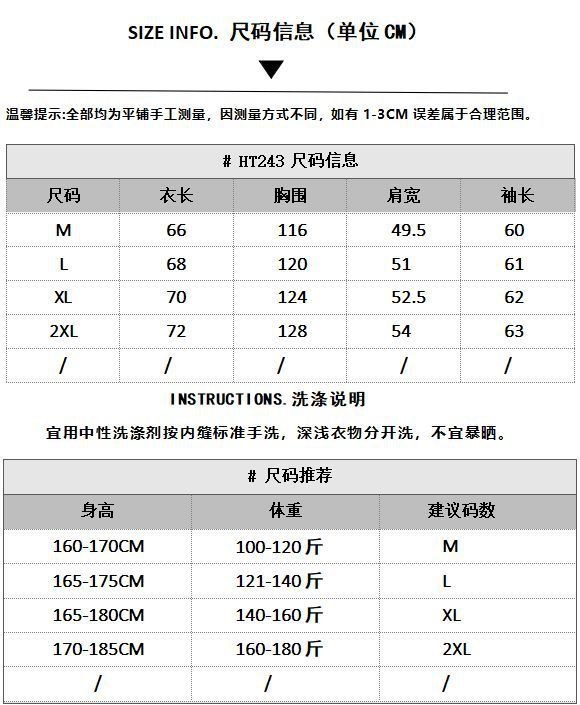 SIZE INFO. 尺码信息（单位 CM）
温馨提示:全部均为平铺手工测量，因测量方式不同，如有 1-3CM 误差属于合理范围。
# HT243 尺码信息
尺码 衣长 胸围 肩宽 袖长
M 66 116 49.5 60
L 68 120 51 61
XL 70 124 52.5 62
2XL 72 128 54 63
/ / / / /
INSTRUCTIONS.洗涤说明
宜用中性洗涤剂按内缝标准手洗，深浅衣物分开洗，不宜暴晒。
# 尺码推荐
身高 体重 建议码数
160-170CM 100-120 斤 M
165-175CM 121-140 斤 L
165-180CM 140-160 斤 XL
170-185CM 160-180 斤 2XL
/ / /